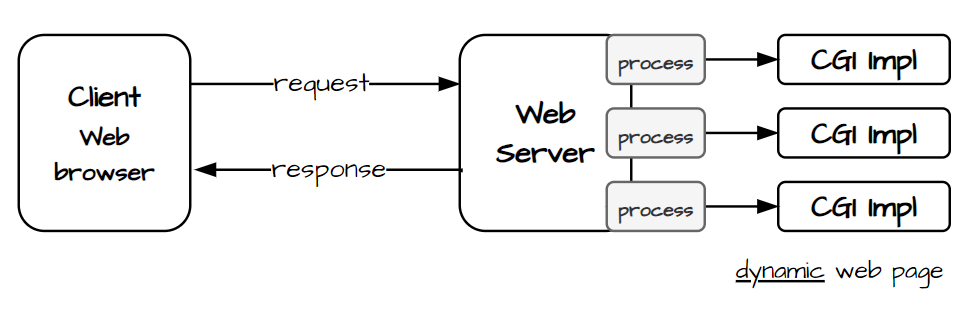 Client
Web
browser
request
response
Web
Server
process
process
process
CGI Impl
CGI Impl
CGI Impl
dynamic web page